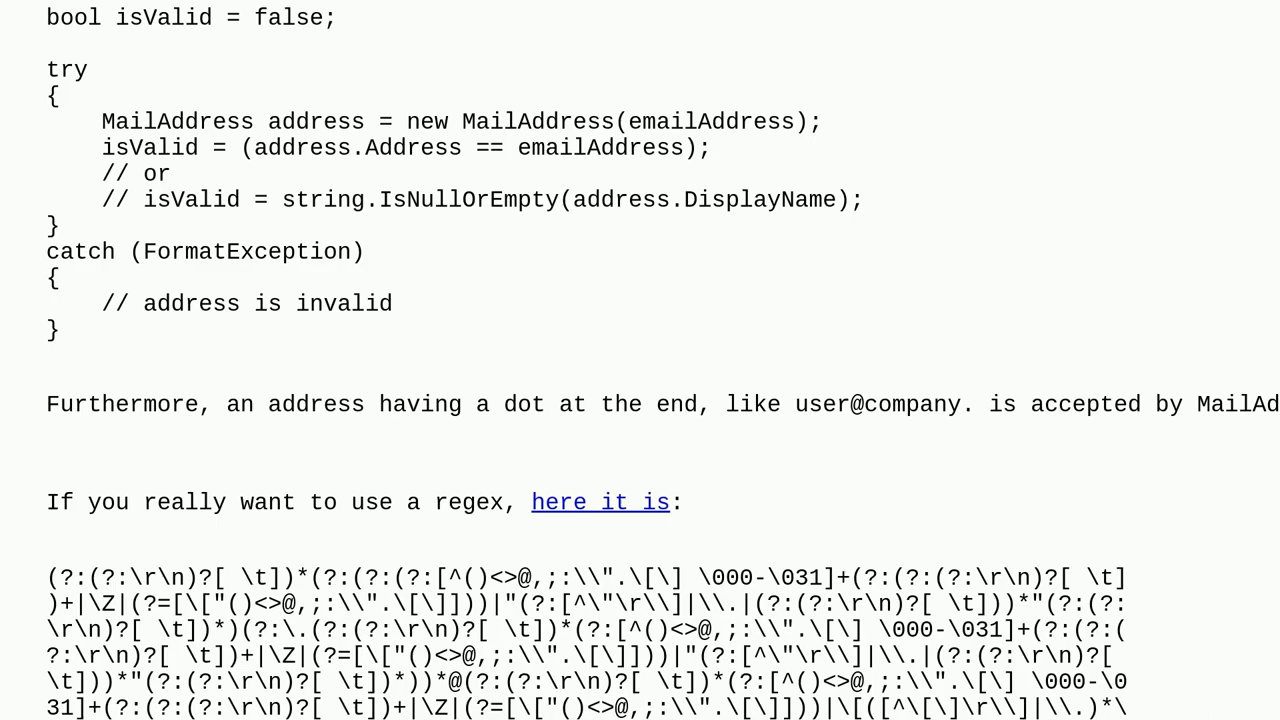 bool isValid = false;
try
{
    MailAddress address = new MailAddress(emailAddress);
    isValid = (address.Address == emailAddress);
    // or
    // isValid = string.IsNullOrEmpty(address.DisplayName);
}
catch (FormatException)
{
    // address is invalid
}
Furthermore, an address having a dot at the end, like user@company. is accepted by MailAd
If you really want to use a regex, here it is:
(?:(?:\r\n)?[ \t])*(?:(?:(?:[^()<>@,;:\\".\[\] \000-\031]+(?:(?:(?:\r\n)?[ \t]
)+|\Z|(?=[\["()<>@,;:\\".\[\]]))|"(?:[^\"\r\\]|\\.|(?:(?:\r\n)?[ \t]))*"(?:(?:
\r\n)?[ \t])*)(?:\.(?:(?:\r\n)?[ \t])*(?:[^()<>@,;:\\".\[\] \000-\031]+(?:(?:(
?:\r\n)?[ \t])+|\Z|(?=[\["()<>@,;:\\".\[\]]))|"(?:[^\"\r\\]|\\.|(?:(?:\r\n)?[
\t]))*"(?:(?:\r\n)?[ \t])*))*@(?:(?:\r\n)?[ \t])*(?:[^()<>@,;:\\".\[\] \000-\0
31]+(?:(?:(?:\r\n)?[ \t])+|\Z|(?=[\["()<>@,;:\\".\[\]]))|\[([^\[\]\r\\]|\\.)*\